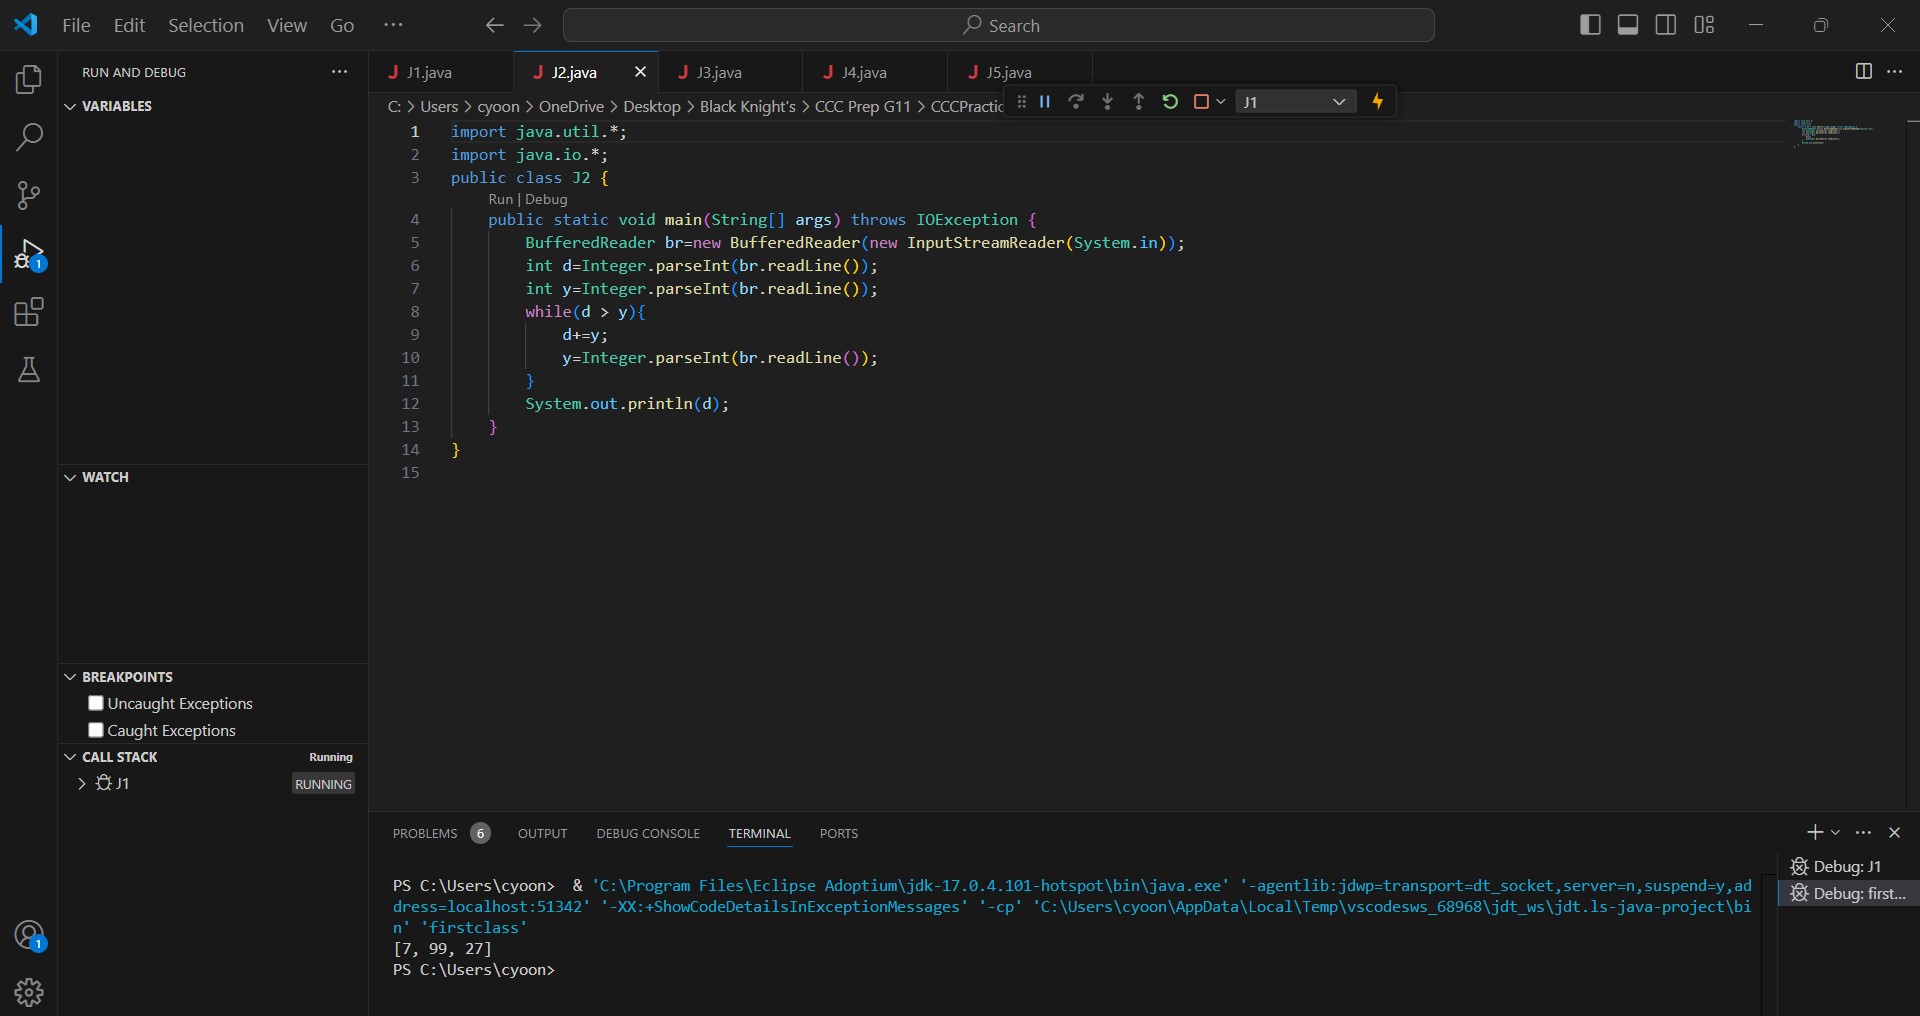 File Edit Selection View Go ··· Search
RUN AND DEBUG ···
VARIABLES
WATCH
BREAKPOINTS
Uncaught Exceptions
Caught Exceptions
CALL STACK Running
J1 RUNNING
1
1
J J1.java J J2.java J J3.java J J4.java J J5.java
C: > Users > cyoon > OneDrive > Desktop > Black Knight's > CCC Prep G11 > CCCPractic
J1
1 import java.util.*;
2 import java.io.*;
3 public class J2 {
Run | Debug
4 public static void main(String[] args) throws IOException {
5 BufferedReader br=new BufferedReader(new InputStreamReader(System.in));
6 int d=Integer.parseInt(br.readLine());
7 int y=Integer.parseInt(br.readLine());
8 while(d > y){
9 d+=y;
10 y=Integer.parseInt(br.readLine());
11 }
12 System.out.println(d);
13 }
14 }
15
PROBLEMS 6 OUTPUT DEBUG CONSOLE TERMINAL PORTS
PS C:\Users\cyoon> & 'C:\Program Files\Eclipse Adoptium\jdk-17.0.4.101-hotspot\bin\java.exe' '-agentlib:jdwp=transport=dt_socket,server=n,suspend=y,ad
dress=localhost:51342' '-XX:+ShowCodeDetailsInExceptionMessages' '-cp' 'C:\Users\cyoon\AppData\Local\Temp\vscodesws_68968\jdt_ws\jdt.ls-java-project\bi
n' 'firstclass'
[7, 99, 27]
PS C:\Users\cyoon>
Debug: J1
Debug: first...